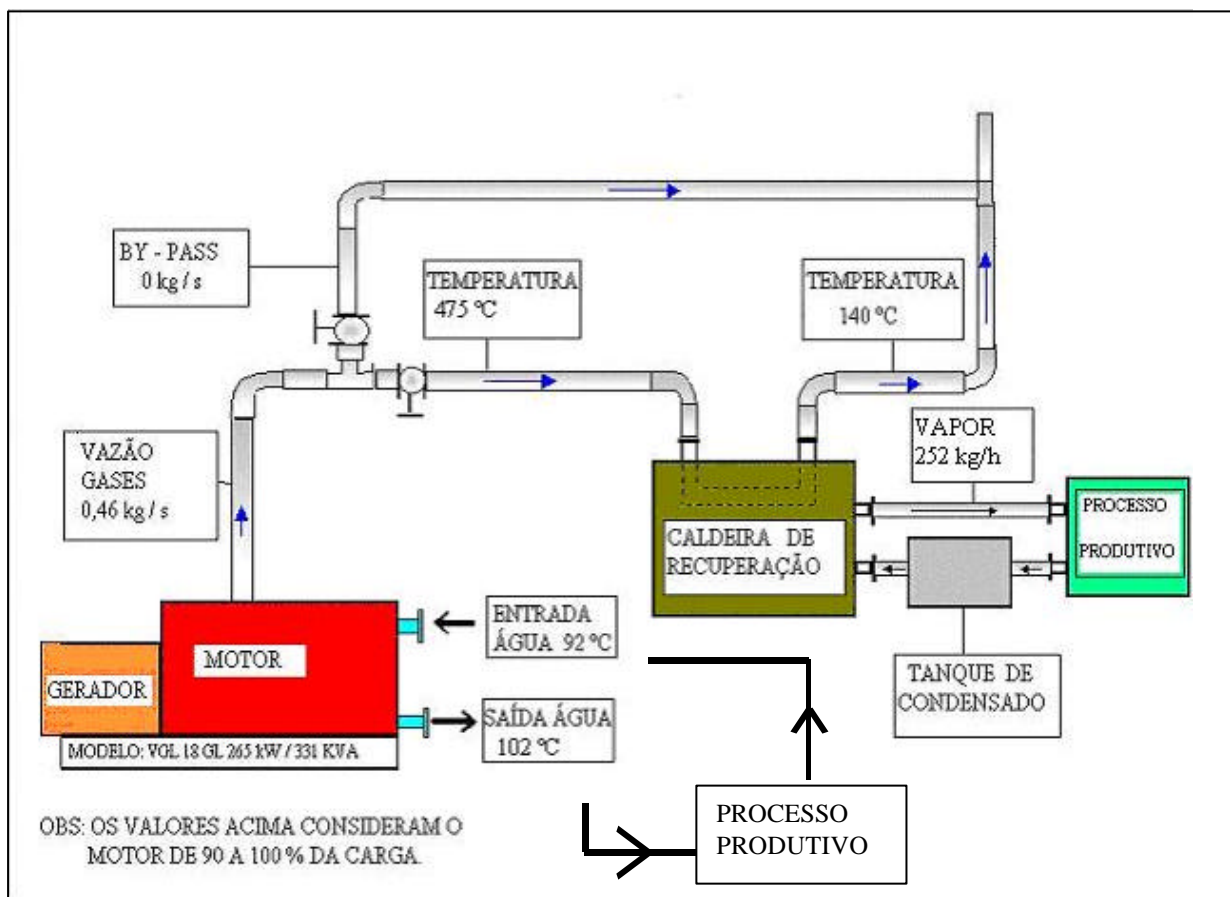 BY - PASS
0 kg / s
TEMPERATURA
475 ºC
TEMPERATURA
140 ºC
VAZÃO
GASES
0,46 kg / s
VAPOR
252 kg/h
PROCESSO
PRODUTIVO
CALDEIRA DE
RECUPERAÇÃO
ENTRADA
ÁGUA 92 ºC
MOTOR
GERADOR
TANQUE DE
CONDENSADO
SAÍDA ÁGUA
102 ºC
MODELO: VGL 18 GL 265 kW / 331 KVA
PROCESSO
PRODUTIVO
OBS: OS VALORES ACIMA CONSIDERAM O
MOTOR DE 90 A 100 % DA CARGA.